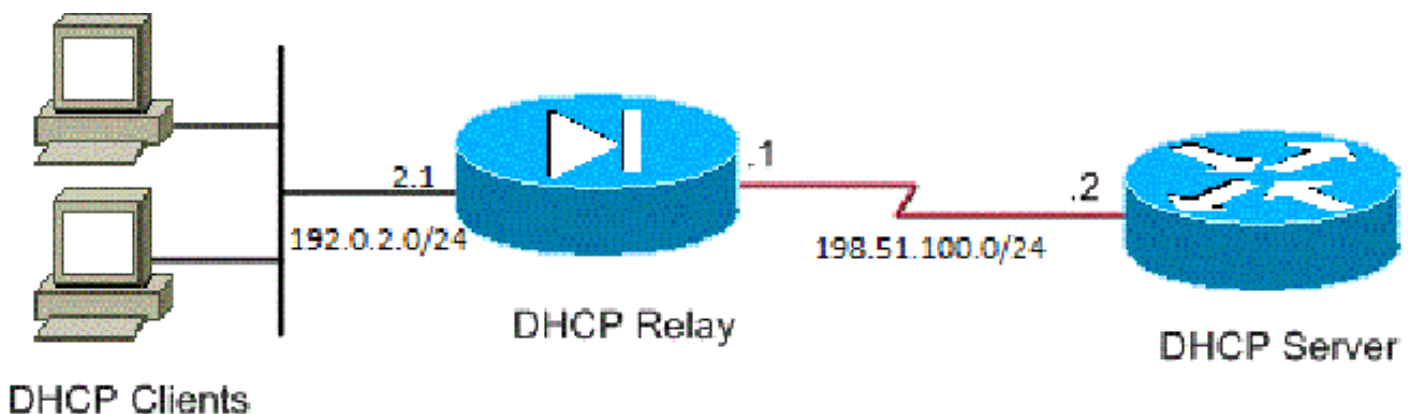 2.1
.1
.2
192.0.2.0/24
198.51.100.0/24
DHCP Relay
DHCP Server
DHCP Clients